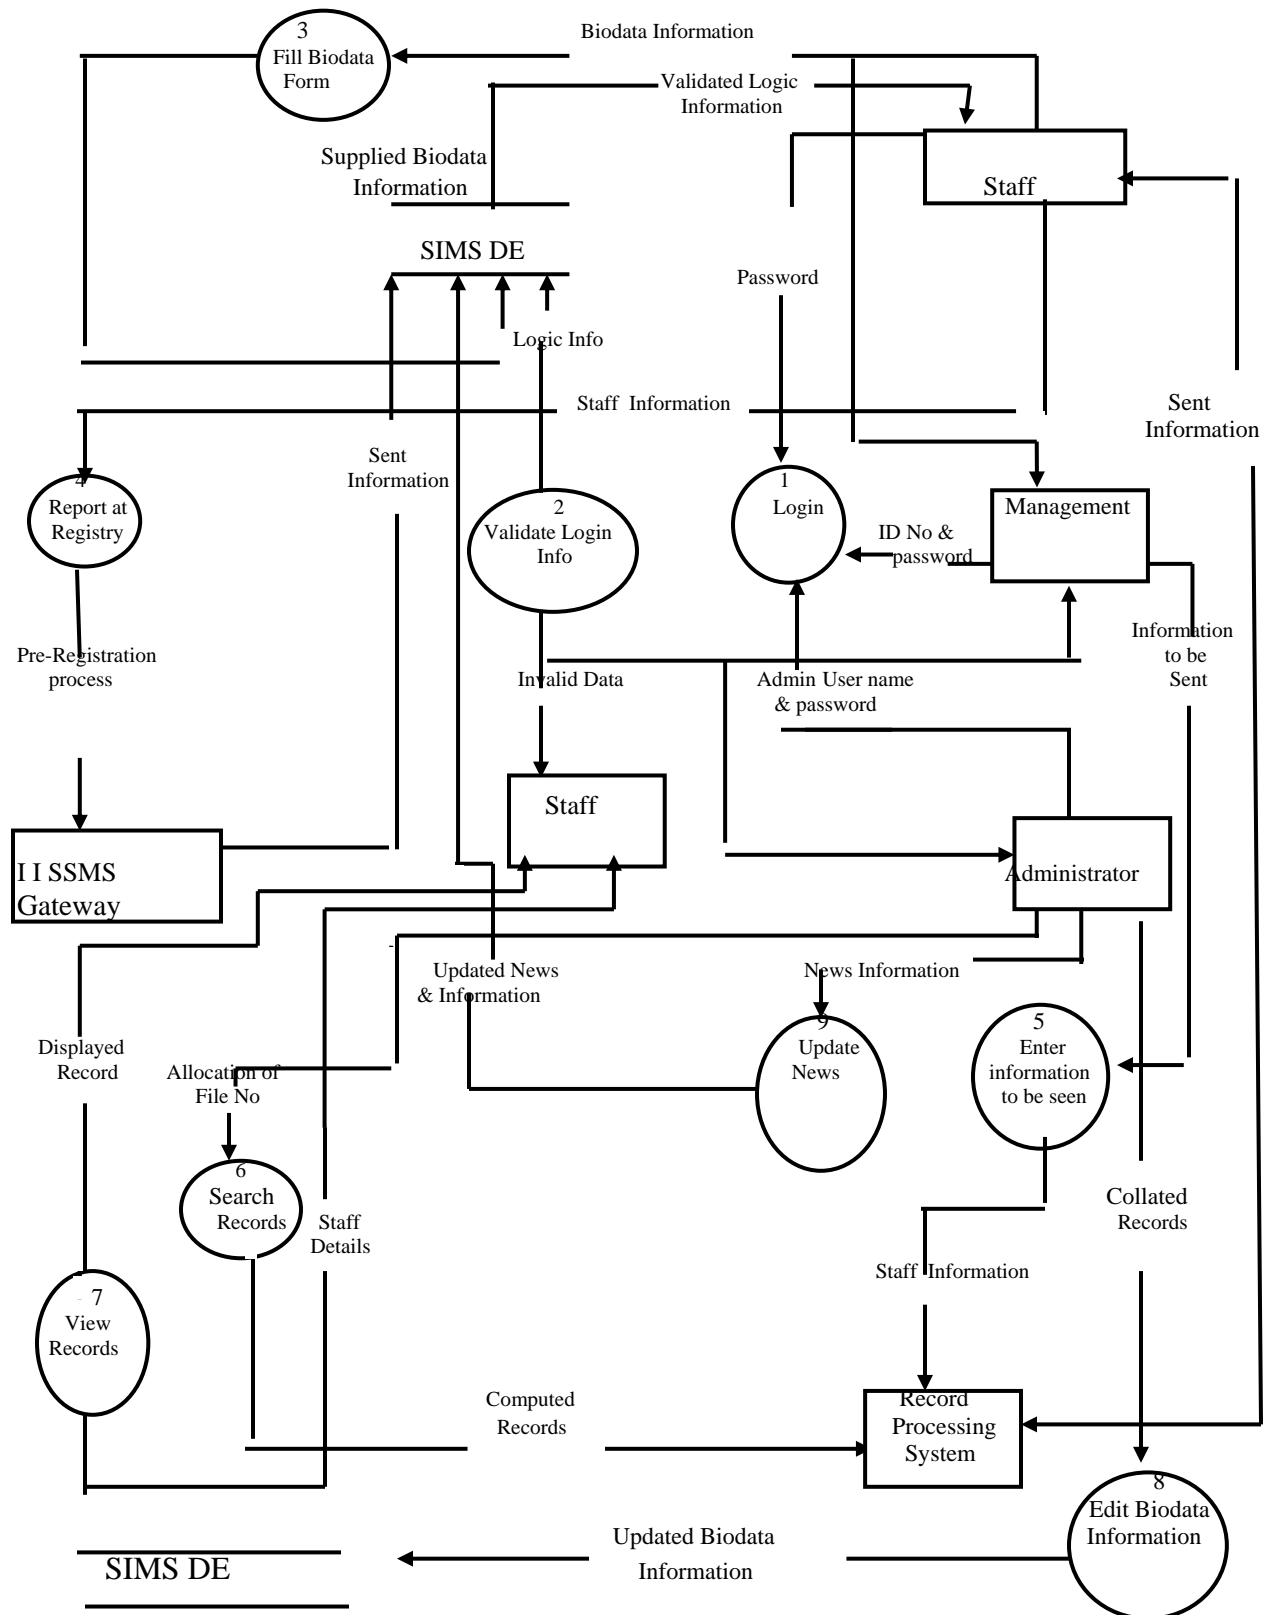 3
Fill Biodata
Form
Biodata Information
Validated Logic
Information
Supplied Biodata
Information
Staff
SIMS DE
Password
Logic Info
Staff Information
Sent
Information
Sent
Information
4
Report at
Registry
2
Validate Login
Info
1
Login
ID No &
password
Management
Information
to be
Sent
Pre-Registration
process
Invalid Data
Admin User name
& password
Staff
I I SSMS
Gateway
Administrator
Updated News
& Information
News Information
Displayed
Record
Allocation of
File No
9
Update
News
5
Enter
information
to be seen
6
Search
Records
Staff
Details
Collated
Records
Staff Information
7
View
Records
Computed
Records
Record
Processing
System
8
Edit Biodata
Information
Updated Biodata
Information
SIMS DE